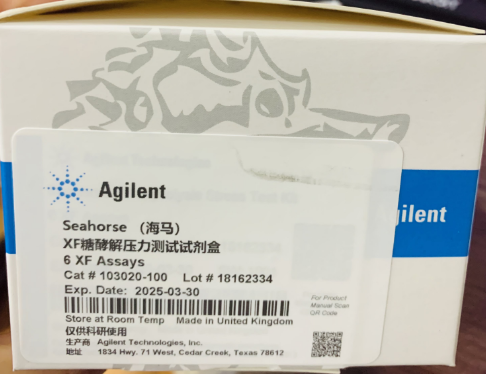 Agilent
gilent
Seahorse （海马）
XF糖酵解压力测试试剂盒
6 XF Assays
Cat # 103020-100 Lot # 18162334
Exp. Date: 2025-03-30
For Product
Manual Scan
QR Code
Store at Room Temp Made in United Kingdom
仅供科研使用
生产商 Agilent Technologies, Inc.
地址 1834 Hwy. 71 West, Cedar Creek, Texas 78612